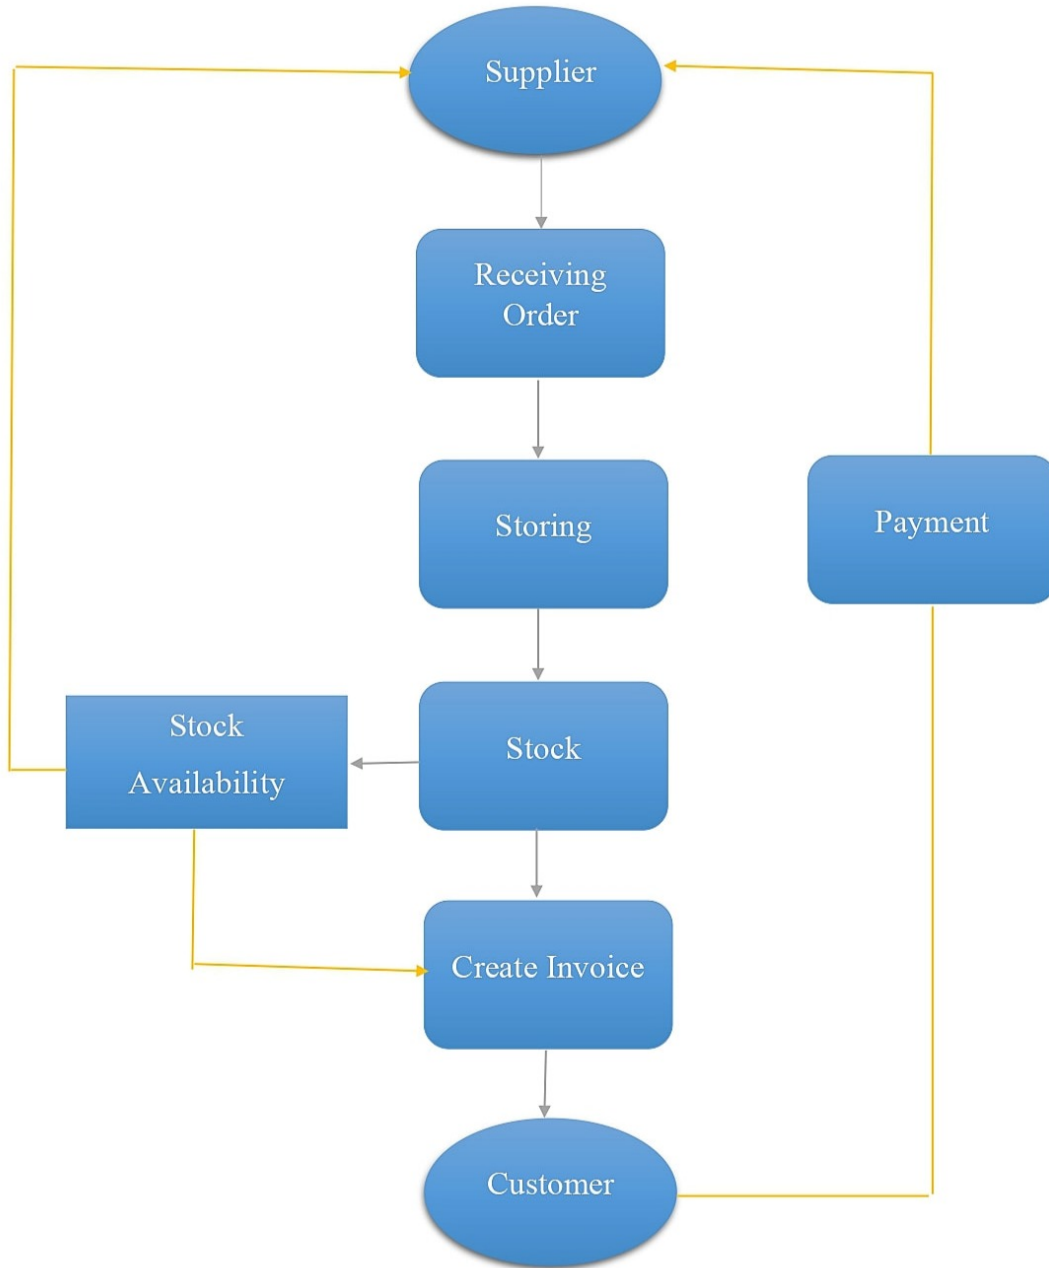 Supplier
Receiving
Order
Storing
Payment
Stock
Availability
Stock
Create Invoice
Customer